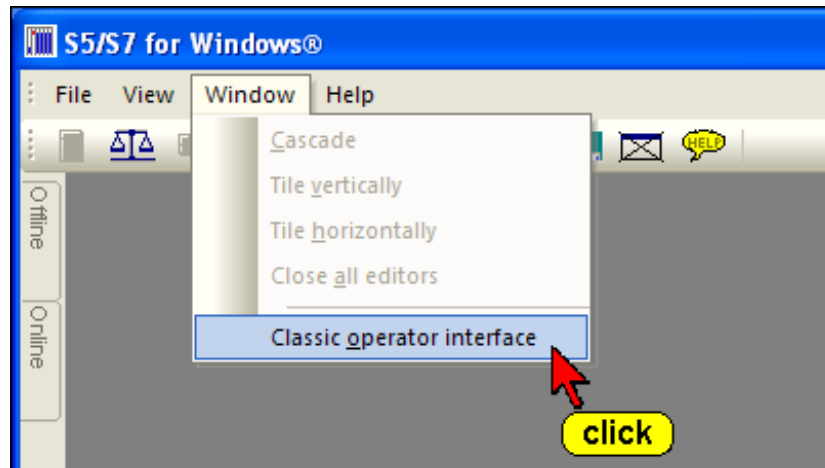 S5/S7 for Windows®
File View Window Help
Cascade
Tile vertically
Tile horizontally
Close all editors
Classic operator interface
HELP
Offline
Online
click